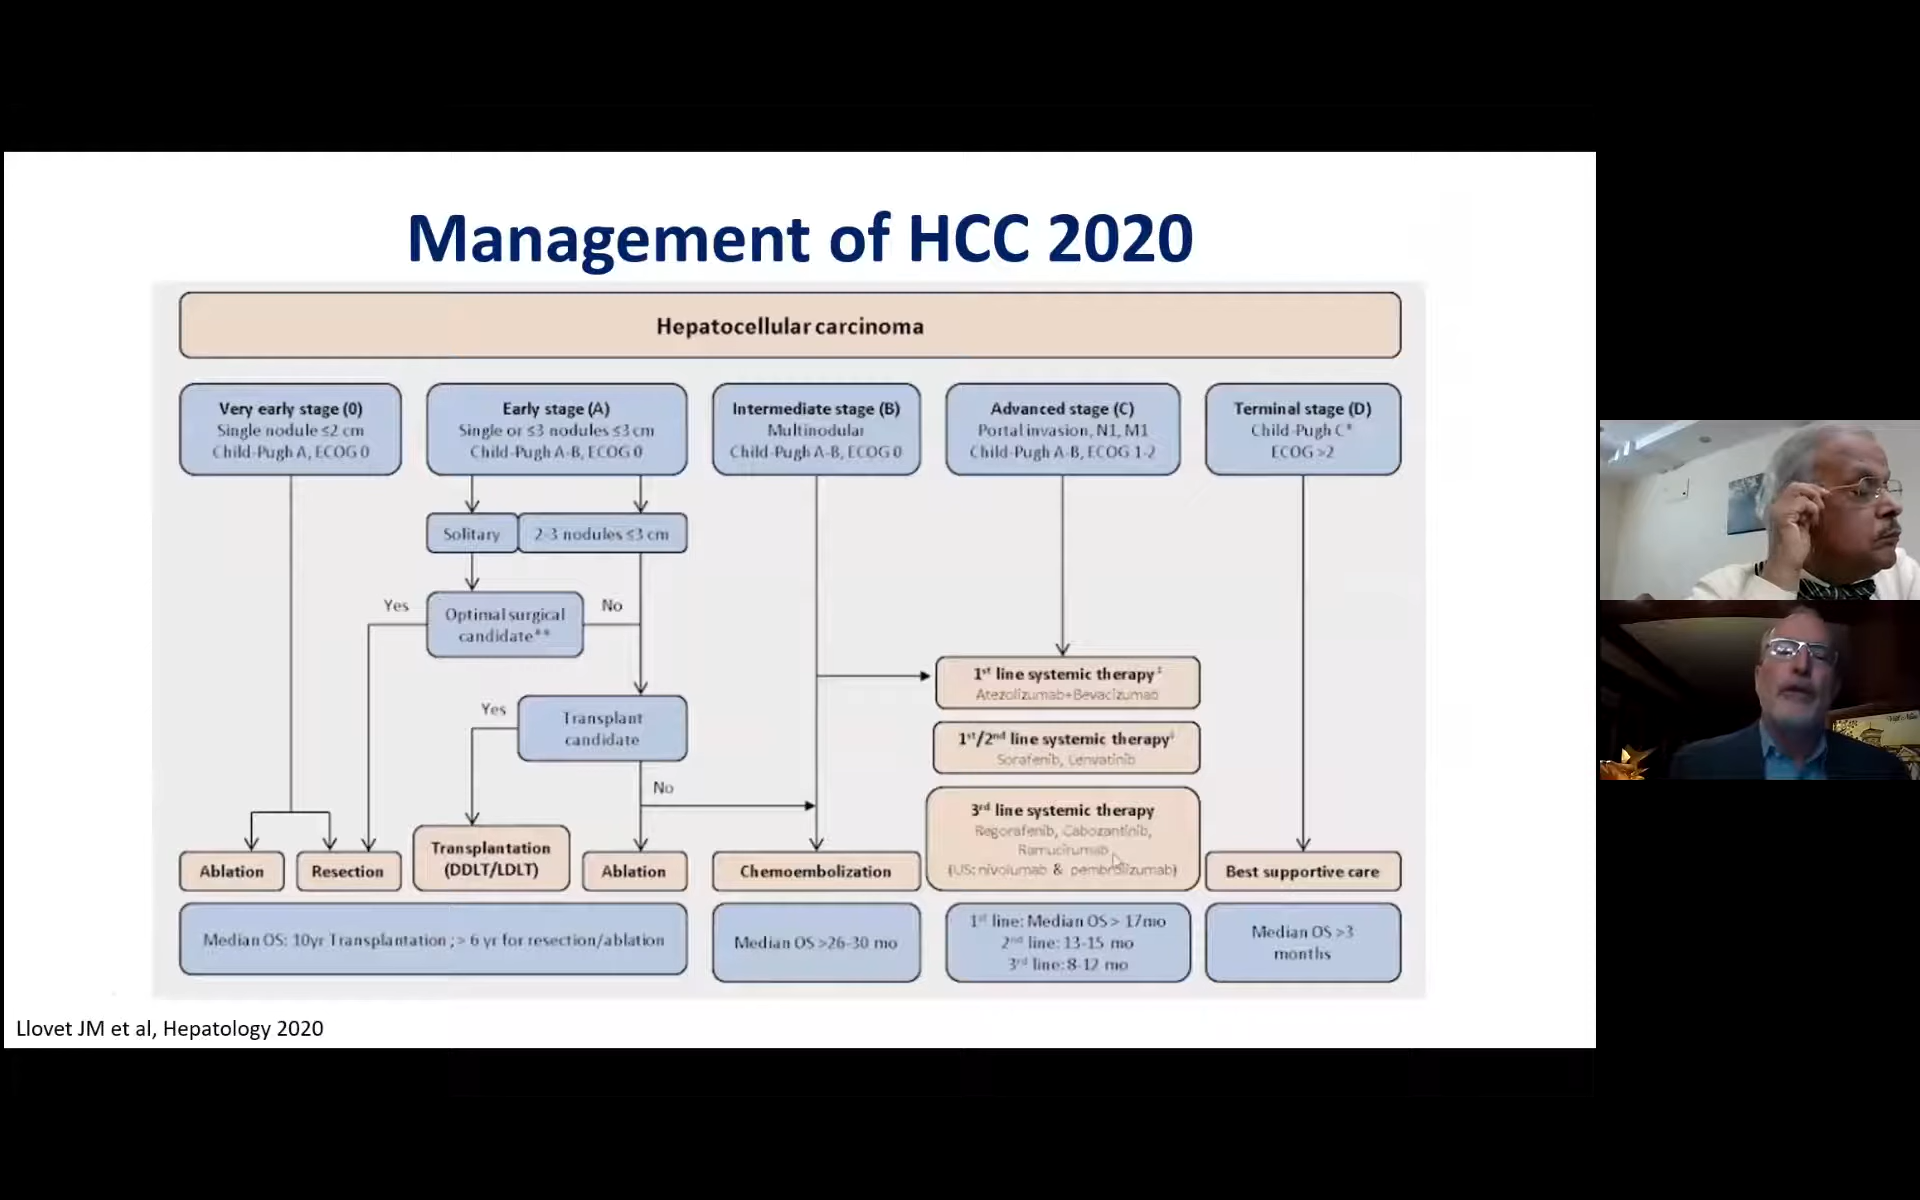 Management of HCC 2020
Hepatocellular carcinoma
Very early stage (0)
Single nodule ≤2 cm
Child-Pugh A, ECOG 0
Early stage (A)
Single or ≤3 nodules ≤3 cm
Child-Pugh A-B, ECOG 0
Intermediate stage (B)
Multinodular
Child-Pugh A-B, ECOG 0
Advanced stage (C)
Portal invasion, N1, M1
Child-Pugh A-B, ECOG 1-2
Terminal stage (D)
Child-Pugh C*
ECOG >2
Solitary
2-3 nodules ≤3 cm
Yes
Optimal surgical
candidate**
No
Yes
Transplant
candidate
No
1st line systemic therapy‡
Atezolizumab+Bevacizumab
1st/2nd line systemic therapy
Sorafenib, Lenvatinib
3rd line systemic therapy
Regorafenib, Cabozantinib,
Ramucirumab
(US: nivolumab & pembrolizumab)
Ablation
Resection
Transplantation
(DDLT/LDLT)
Ablation
Chemoembolization
Best supportive care
Median OS: 10yr Transplantation ; > 6 yr for resection/ablation
Median OS >26-30 mo
1st line: Median OS > 17mo
2nd line: 13-15 mo
3rd line: 8-12 mo
Median OS >3
months
Llovet JM et al, Hepatology 2020